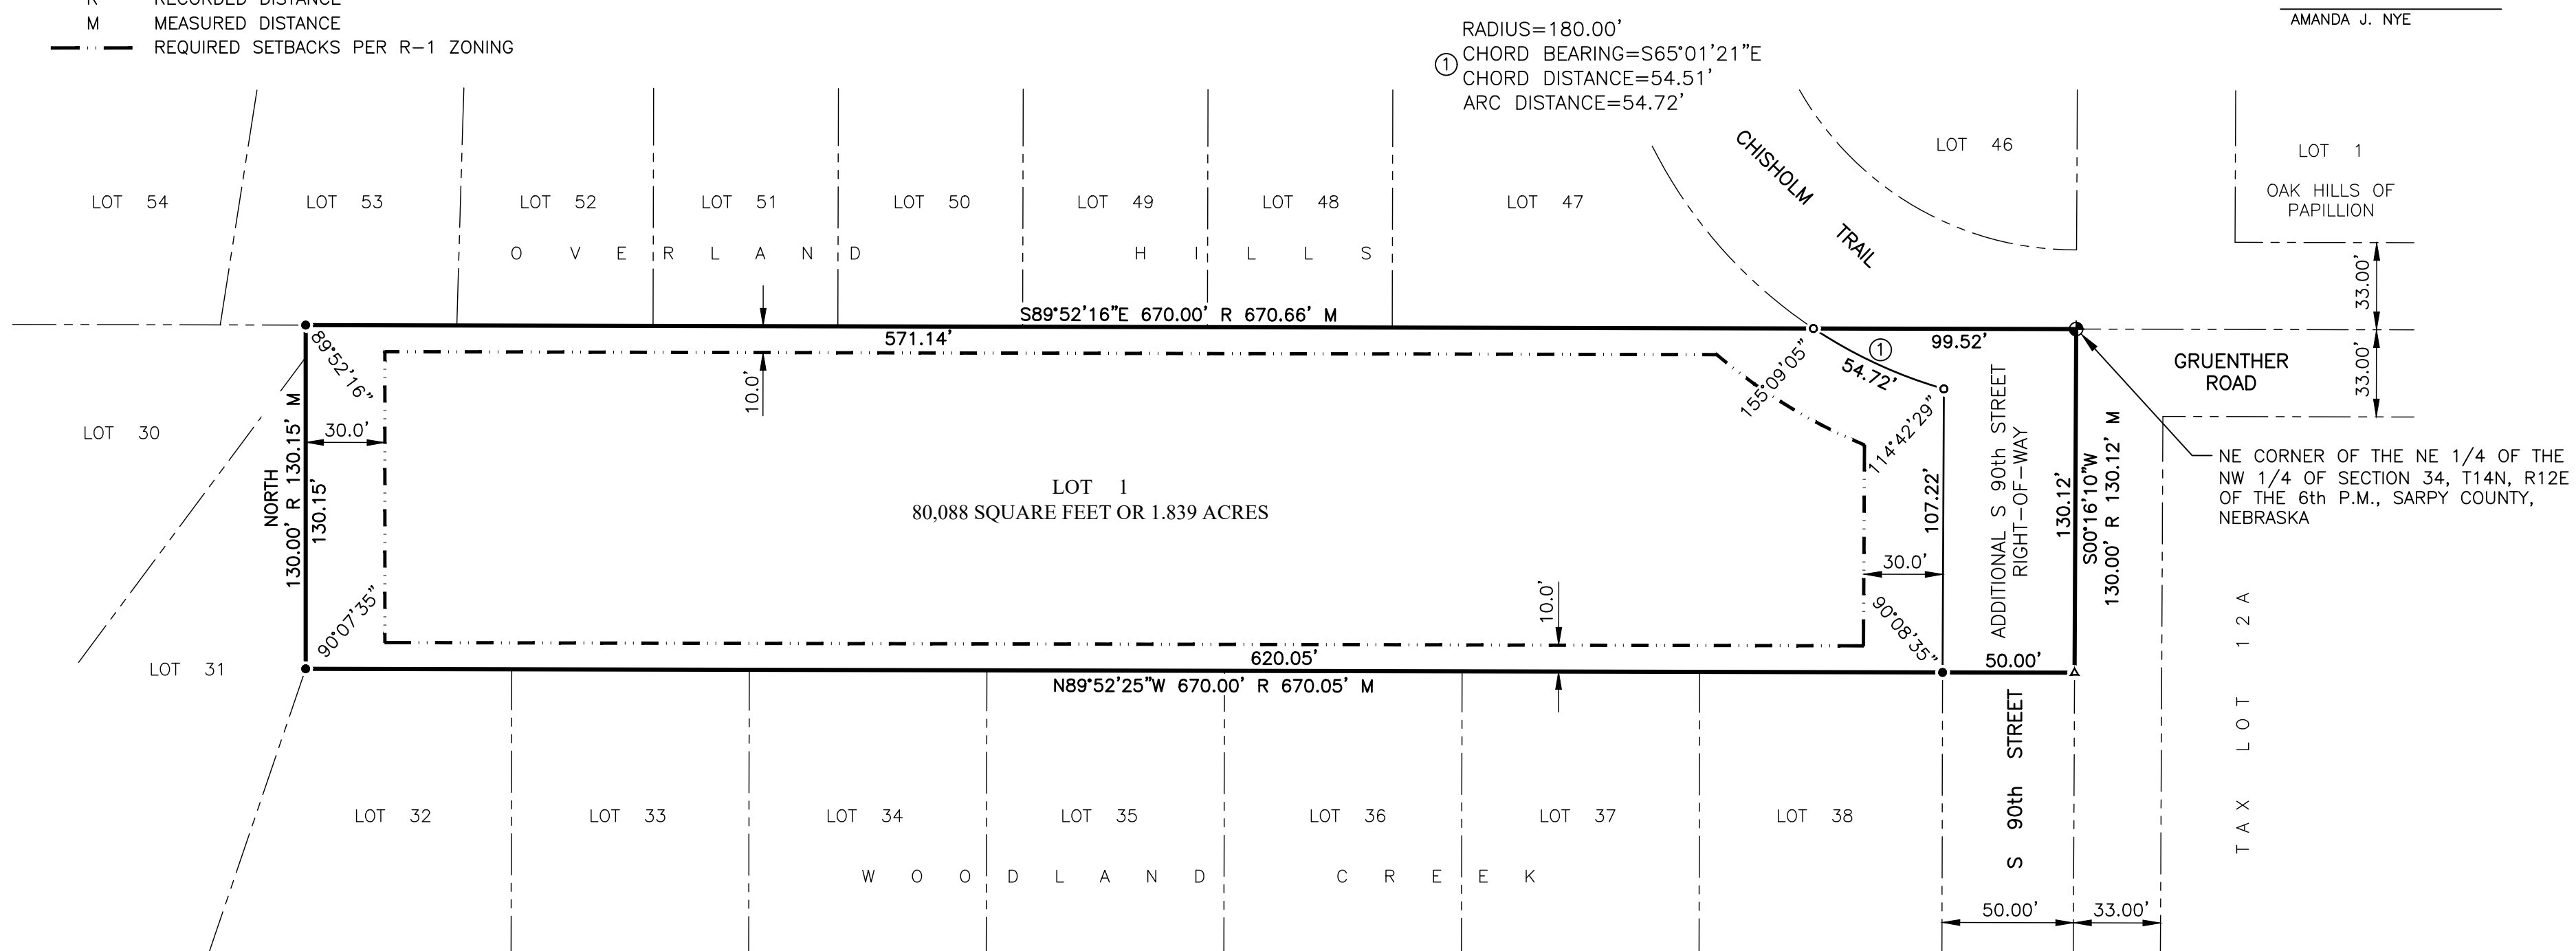 R RECORDED DISTANCE
M MEASURED DISTANCE
REQUIRED SETBACKS PER R-1 ZONING
AMANDA J. NYE
RADIUS=180.00'
1 CHORD BEARING=S65°01'21"E
CHORD DISTANCE=54.51'
ARC DISTANCE=54.72'
LOT 54
LOT 53
LOT 52
LOT 51
LOT 50
LOT 49
LOT 48
LOT 47
CHISHOLM TRAIL
LOT 46
LOT 1
OAK HILLS OF
PAPILLION
OVERLAND HILLS
33.00'
33.00'
S89°52'16"E 670.00' R 670.66' M
571.14'
99.52'
10.0'
1
54.72'
89°52'16"
155°09'05"
114°42'29"
GRUENTHER
ROAD
LOT 30
30.0'
NORTH
130.00' R 130.15' M
130.15'
LOT 1
80,088 SQUARE FEET OR 1.839 ACRES
107.22'
ADDITIONAL S 90th STREET
RIGHT-OF-WAY
130.12'
S00°16'10"W
130.00' R 130.12' M
NE CORNER OF THE NE 1/4 OF THE
NW 1/4 OF SECTION 34, T14N, R12E
OF THE 6th P.M., SARPY COUNTY,
NEBRASKA
30.0'
10.0'
90°07'35"
90°08'35"
LOT 31
620.05'
50.00'
N89°52'25"W 670.00' R 670.05' M
S 90th STREET
TAX LOT 12A
LOT 32
LOT 33
LOT 34
LOT 35
LOT 36
LOT 37
LOT 38
WOODLAND CREEK
50.00'
33.00'